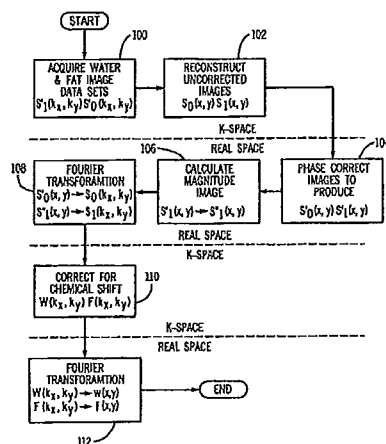 START
100
ACQUIRE WATER
& FAT IMAGE
DATA SETS
S'1(kx,ky)S'0(kx,ky)
102
RECONSTRUCT
UNCORRECTED
IMAGES
S0(x,y) S1(x,y)
K-SPACE
REAL SPACE
108
FOURIER
TRANSFORAMTION
S'0(x,y)→S0(kx,ky)
S"1(x,y)→S1(kx,ky)
106
CALCULATE
MAGNITUDE
IMAGE
S'1(x,y)→S"1(x,y)
10
PHASE CORRECT
IMAGES TO
PRODUCE
S'0(x,y) S'1(x,y)
REAL SPACE
K-SPACE
CORRECT FOR
CHEMICAL SHIFT
W(kx,ky)F(kx,ky)
110
K-SPACE
REAL SPACE
FOURIER
TRANSFORAMTION
W(kx,ky)→w(x,y)
F(kx,ky)→f(x,y)
112
END